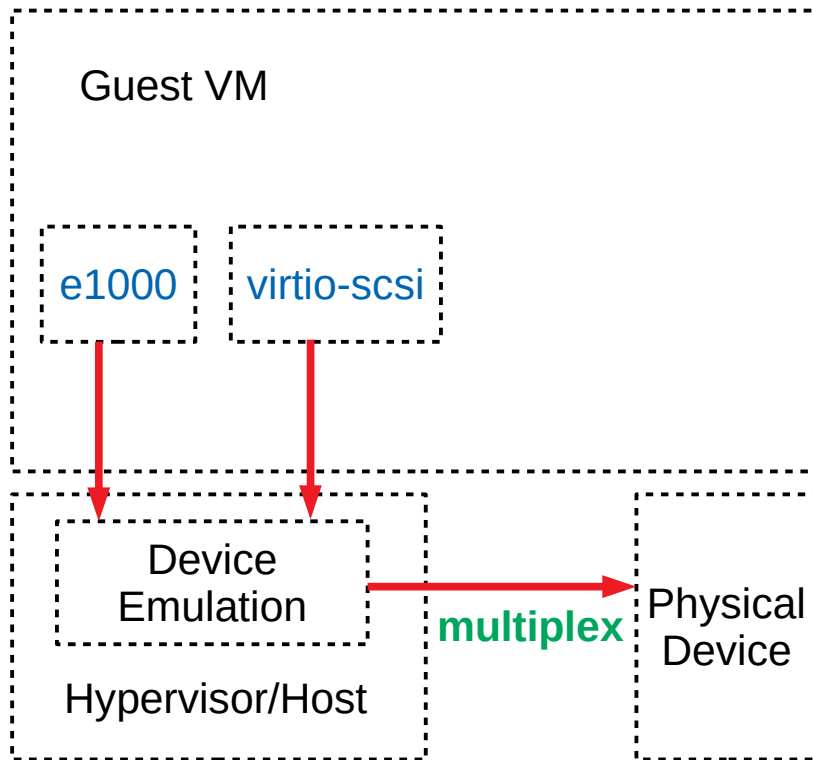 Guest VM
e1000
virtio-scsi
Device
Emulation
multiplex
Physical
Device
Hypervisor/Host